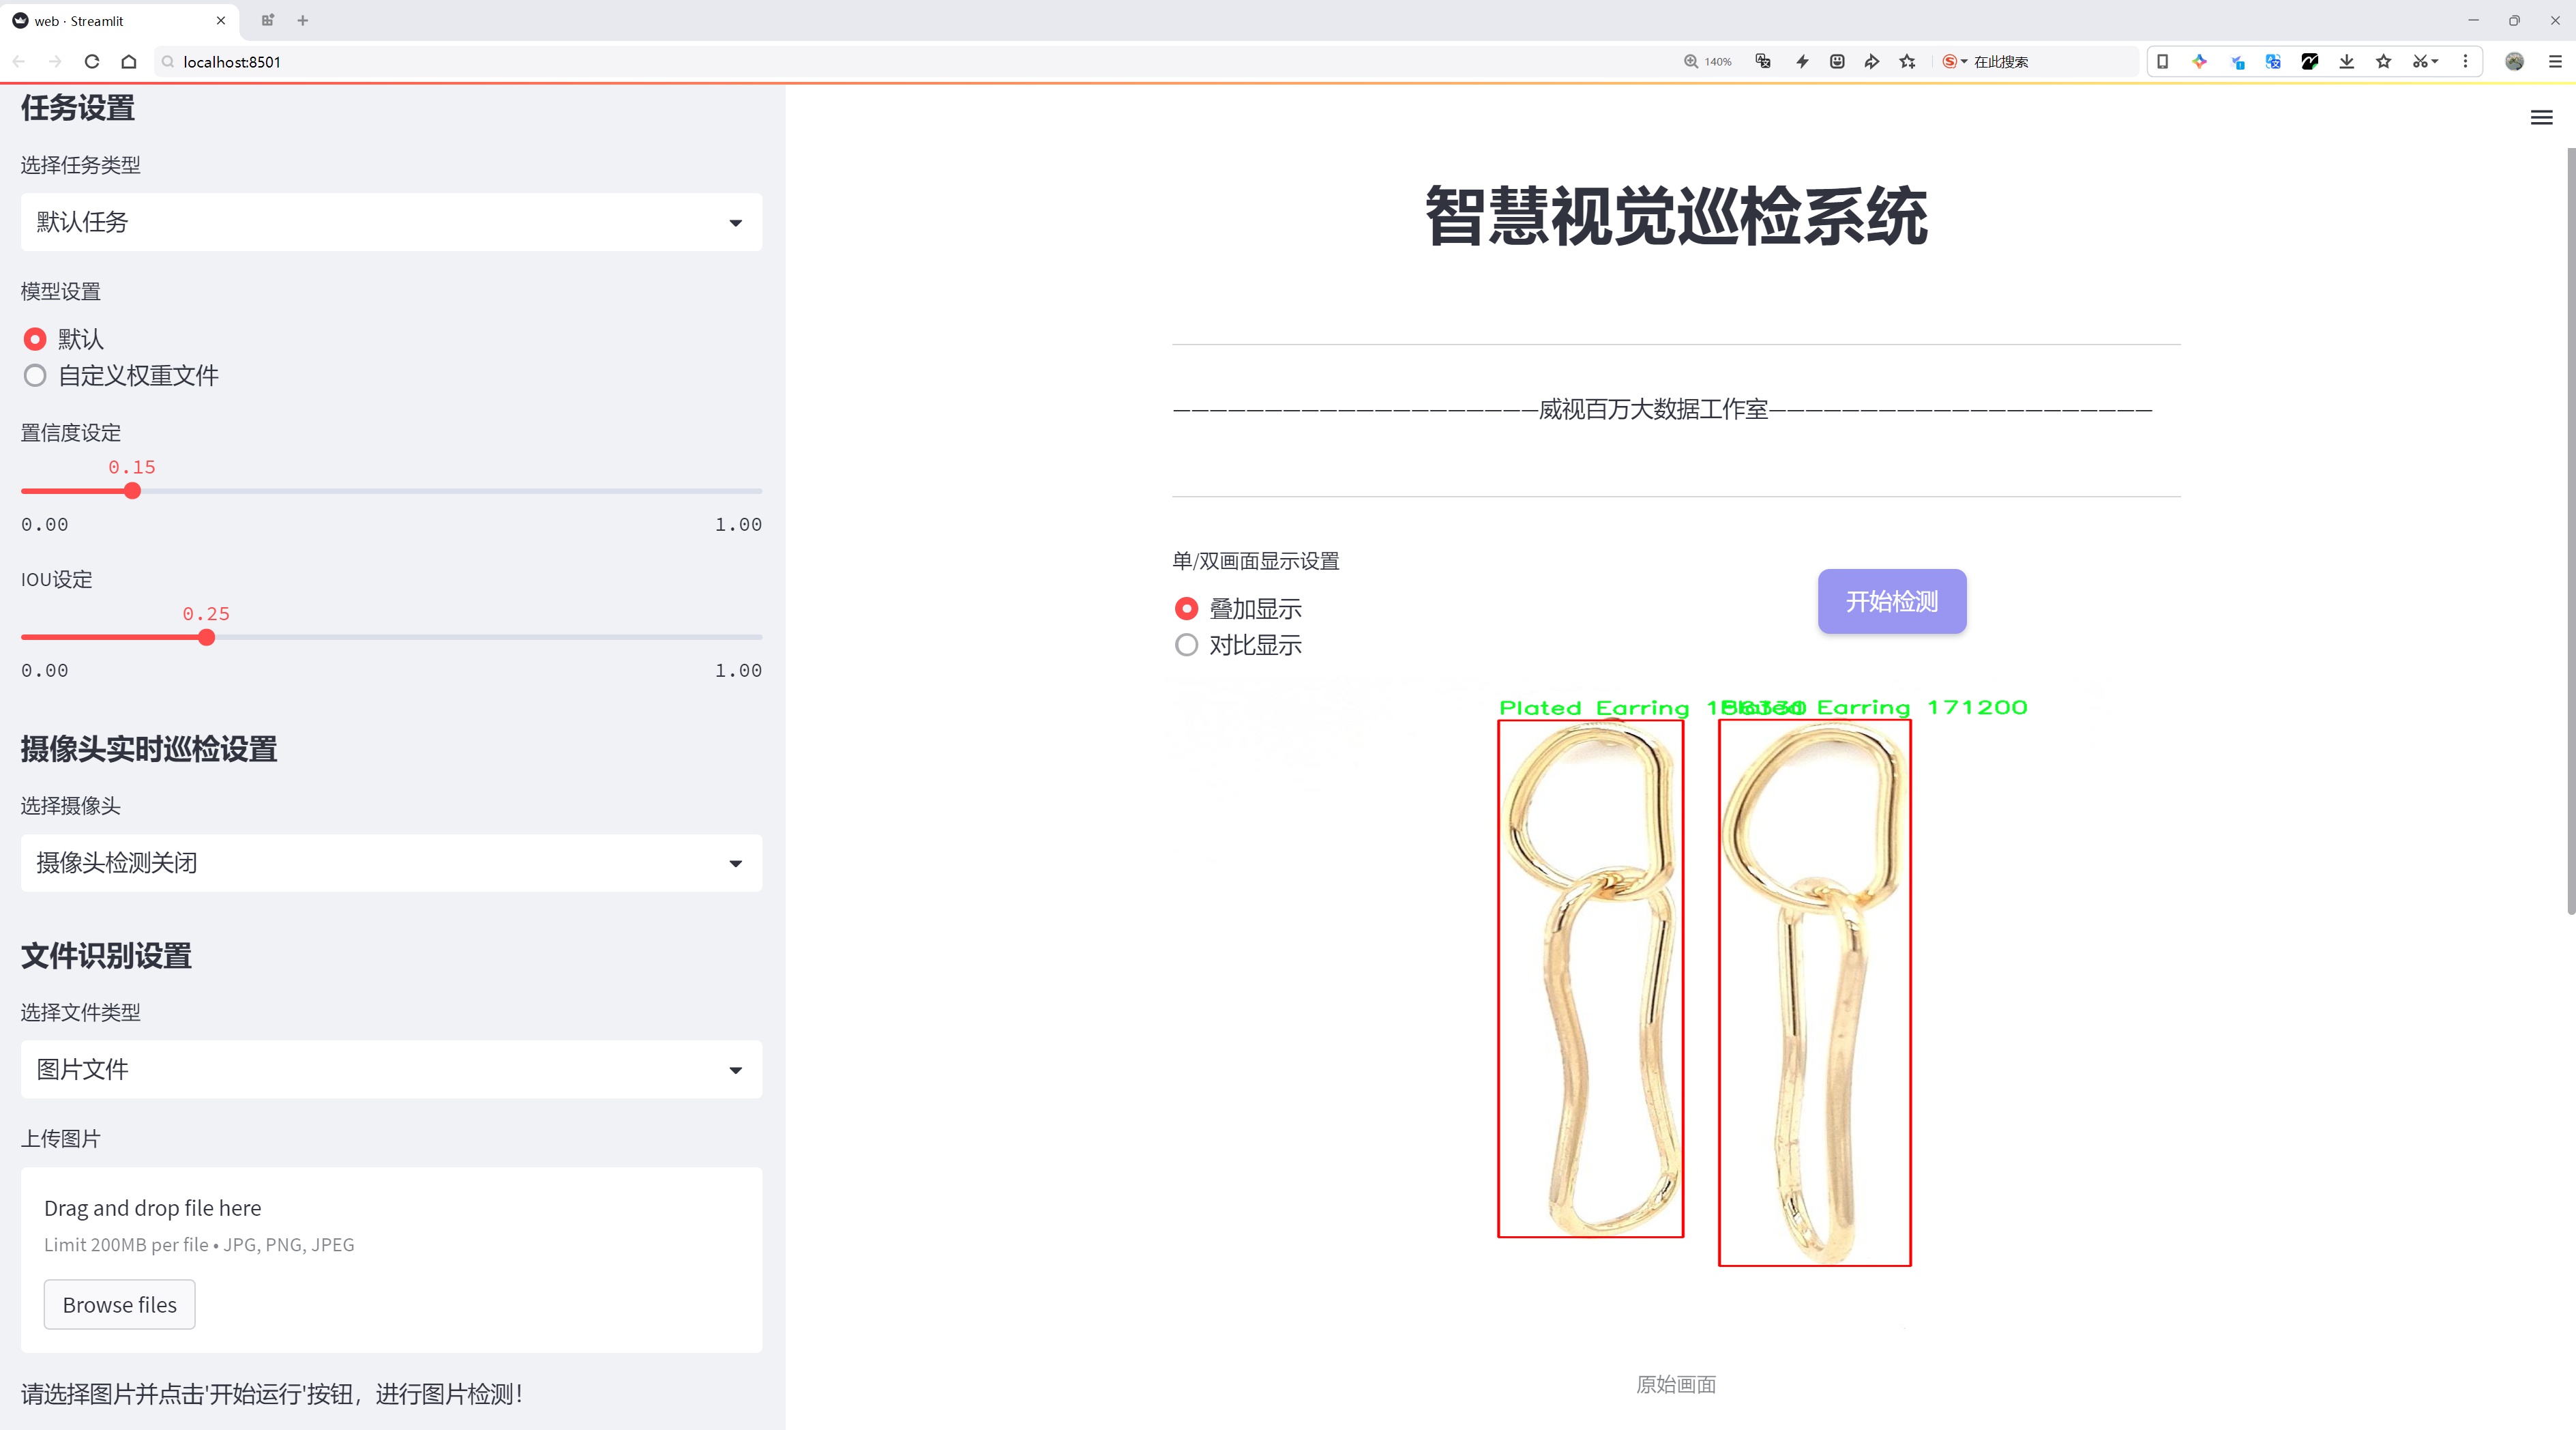 web · Streamlit
localhost:8501
140%
在此搜索
任务设置
选择任务类型
默认任务
模型设置
默认
自定义权重文件
置信度设定
0.15
0.00
1.00
IOU设定
0.25
0.00
1.00
摄像头实时巡检设置
选择摄像头
摄像头检测关闭
文件识别设置
选择文件类型
图片文件
上传图片
Drag and drop file here
Limit 200MB per file • JPG, PNG, JPEG
Browse files
请选择图片并点击'开始运行'按钮，进行图片检测！
智慧视觉巡检系统
—————————————————————威视百万大数据工作室—————————————————————
单/双画面显示设置
叠加显示
对比显示
开始检测
Plated Earring
Earring 171200
原始画面